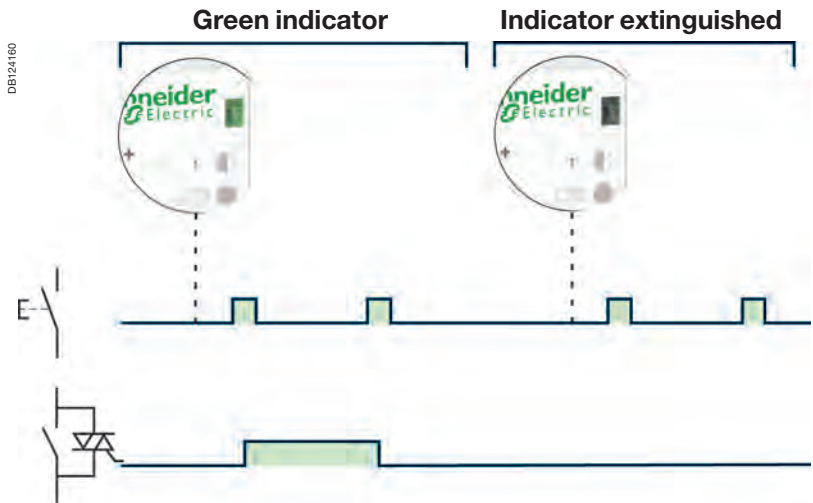 Green indicator
Indicator extinguished
DB124160
neider
Electric
neider
Electric